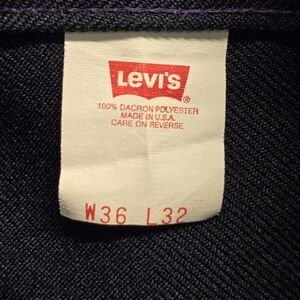 LEVI'S ®
100% DACRON POLYESTER
MADE IN U.S.A.
CARE ON REVERSE
W36 L32